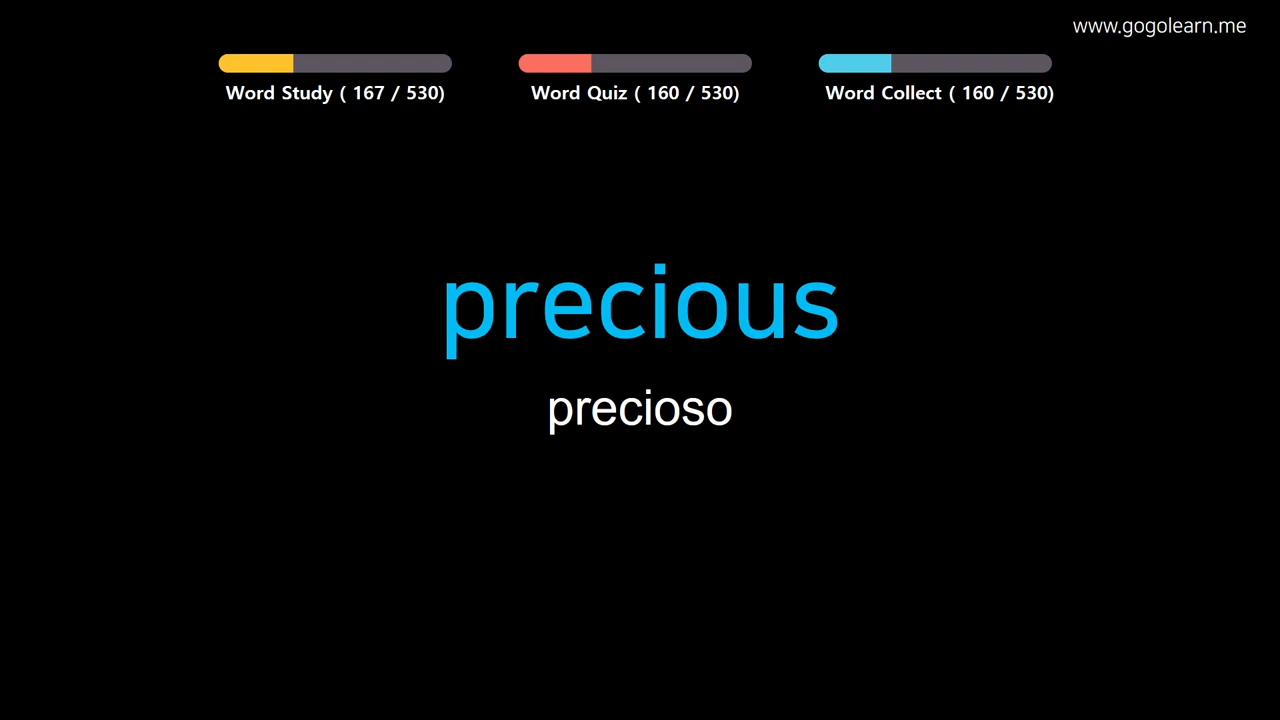 www.gogolearn.me
Word Study ( 167 / 530)
Word Quiz ( 160 / 530)
Word Collect ( 160 / 530)
precious
precioso